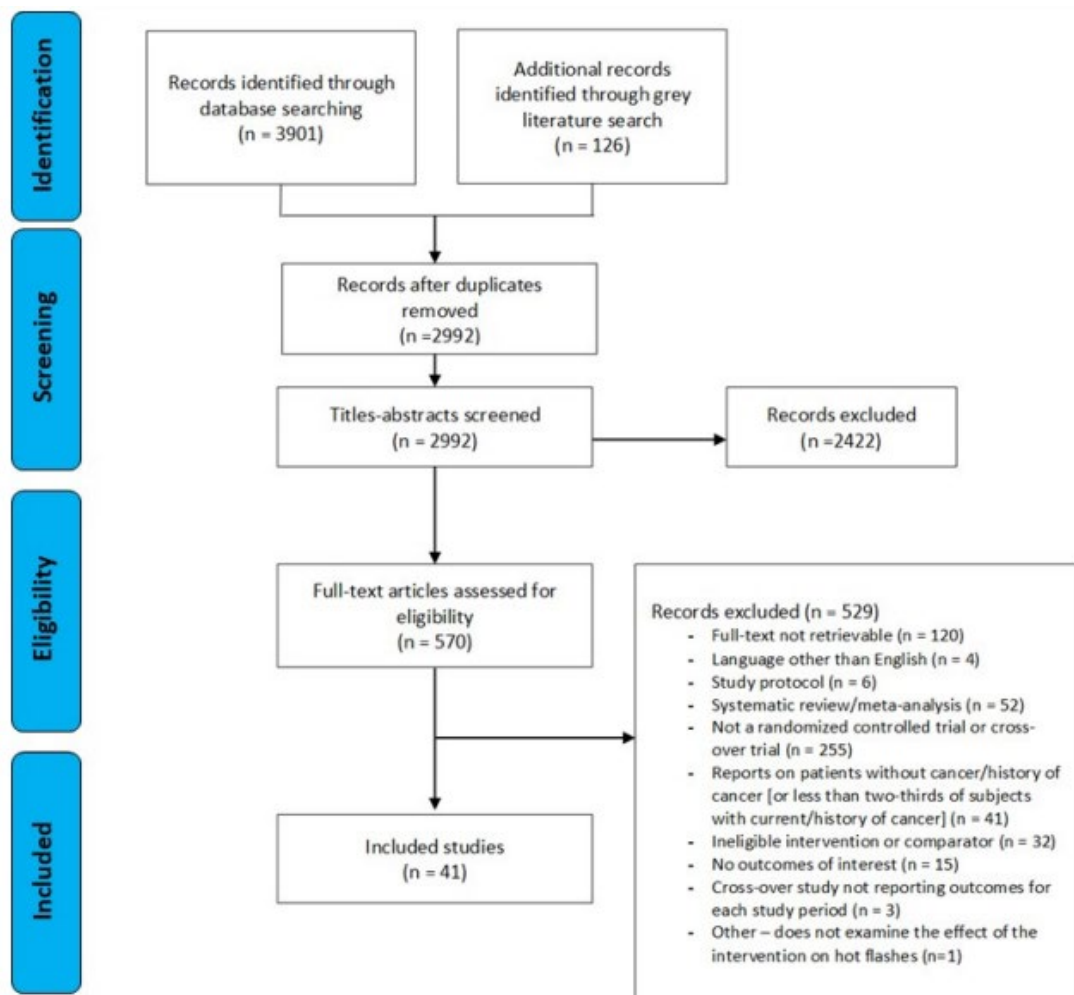 Identification
Records identified through
database searching
(n = 3901)
Additional records
identified through grey
literature search
(n = 126)
Screening
Records after duplicates
removed
(n =2992)
Titles-abstracts screened
(n = 2992)
Records excluded
(n =2422)
Eligibility
Full-text articles assessed for
eligibility
(n = 570)
Records excluded (n = 529)
- Full-text not retrievable (n = 120)
- Language other than English (n = 4)
- Study protocol (n = 6)
- Systematic review/meta-analysis (n = 52)
- Not a randomized controlled trial or cross-
over trial (n = 255)
- Reports on patients without cancer/history of
cancer [or less than two-thirds of subjects
with current/history of cancer] (n = 41)
- Ineligible intervention or comparator (n = 32)
- No outcomes of interest (n = 15)
- Cross-over study not reporting outcomes for
each study period (n = 3)
- Other – does not examine the effect of the
intervention on hot flashes (n=1)
Included
Included studies
(n = 41)